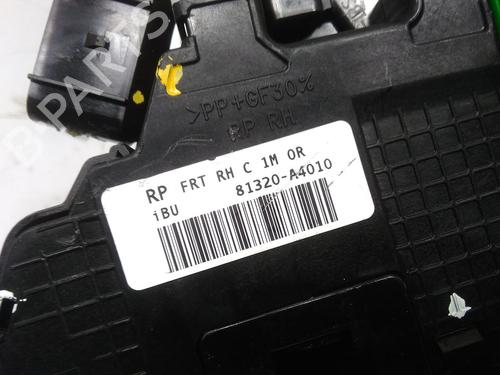 B-PARTS
>PP+GF30%
RP RH
RP FRT RH C 1M OR
iBU 81320-A4010